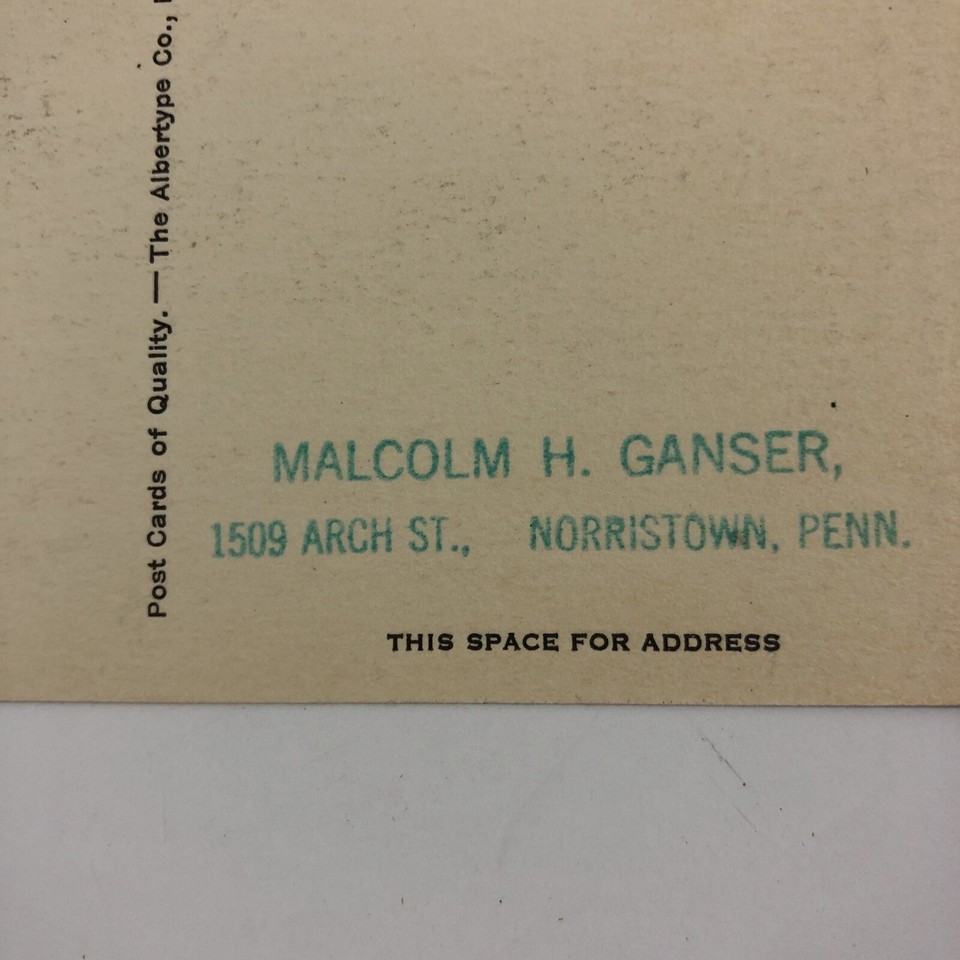 Post Cards of Quality. — The Albertype Co.,
MALCOLM H. GANSER,
1509 ARCH ST., NORRISTOWN, PENN.
THIS SPACE FOR ADDRESS